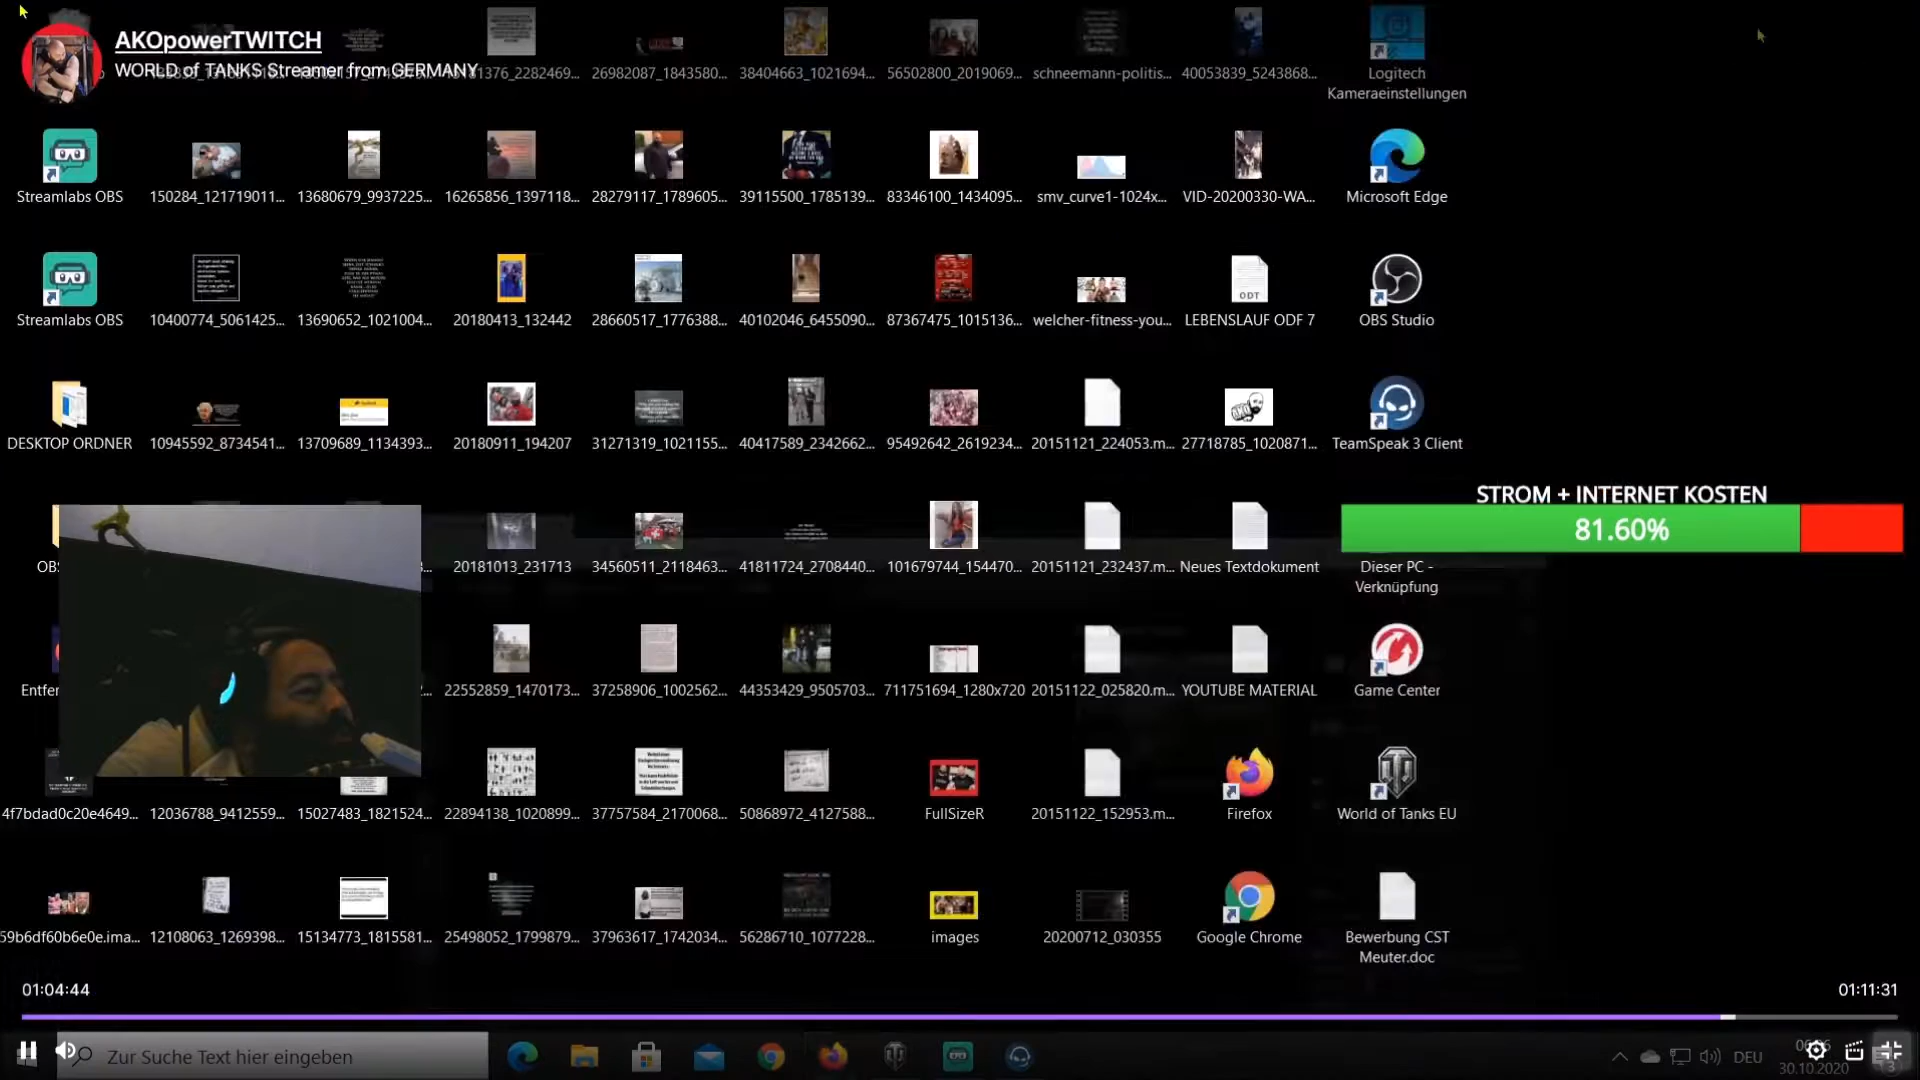 AKOpowerTWITCH
WORLD of TANKS Streamer from GERMANY
26982087_1843580...
38404663_1021694...
56502800_2019069...
schneemann-politis...
40053839_5243868...
Logitech
Kameraeinstellungen
Streamlabs OBS
150284_121719011...
13680679_9937225...
16265856_1397118...
28279117_1789605...
39115500_1785139...
83346100_1434095...
smv_curve1-1024x...
VID-20200330-WA...
Microsoft Edge
Streamlabs OBS
10400774_5061425...
13690652_1021004...
20180413_132442
28660517_1776388...
40102046_6455090...
87367475_1015136...
welcher-fitness-you...
ODT
LEBENSLAUF ODF 7
OBS Studio
DESKTOP ORDNER
10945592_8734541...
13709689_1134393...
20180911_194207
31271319_1021155...
40417589_2342662...
95492642_2619234...
20151121_224053.m...
27718785_1020871...
TeamSpeak 3 Client
STROM + INTERNET KOSTEN
81.60%
20181013_231713
34560511_2118463...
41811724_2708440...
101679744_154470...
20151121_232437.m...
Neues Textdokument
Dieser PC -
Verknüpfung
22552859_1470173...
37258906_1002562...
44353429_9505703...
711751694_1280x720
20151122_025820.m...
YOUTUBE MATERIAL
Game Center
4f7bdad0c20e4649...
12036788_9412559...
15027483_1821524...
22894138_1020899...
37757584_2170068...
50868972_4127588...
FullSizeR
20151122_152953.m...
Firefox
World of Tanks EU
59b6df60b6e0e.ima...
12108063_1269398...
15134773_1815581...
25498052_1799879...
37963617_1742034...
56286710_1077228...
images
20200712_030355
Google Chrome
Bewerbung CST
Meuter.doc
01:04:44
01:11:31
Zur Suche Text hier eingeben
DEU
30.10.2020